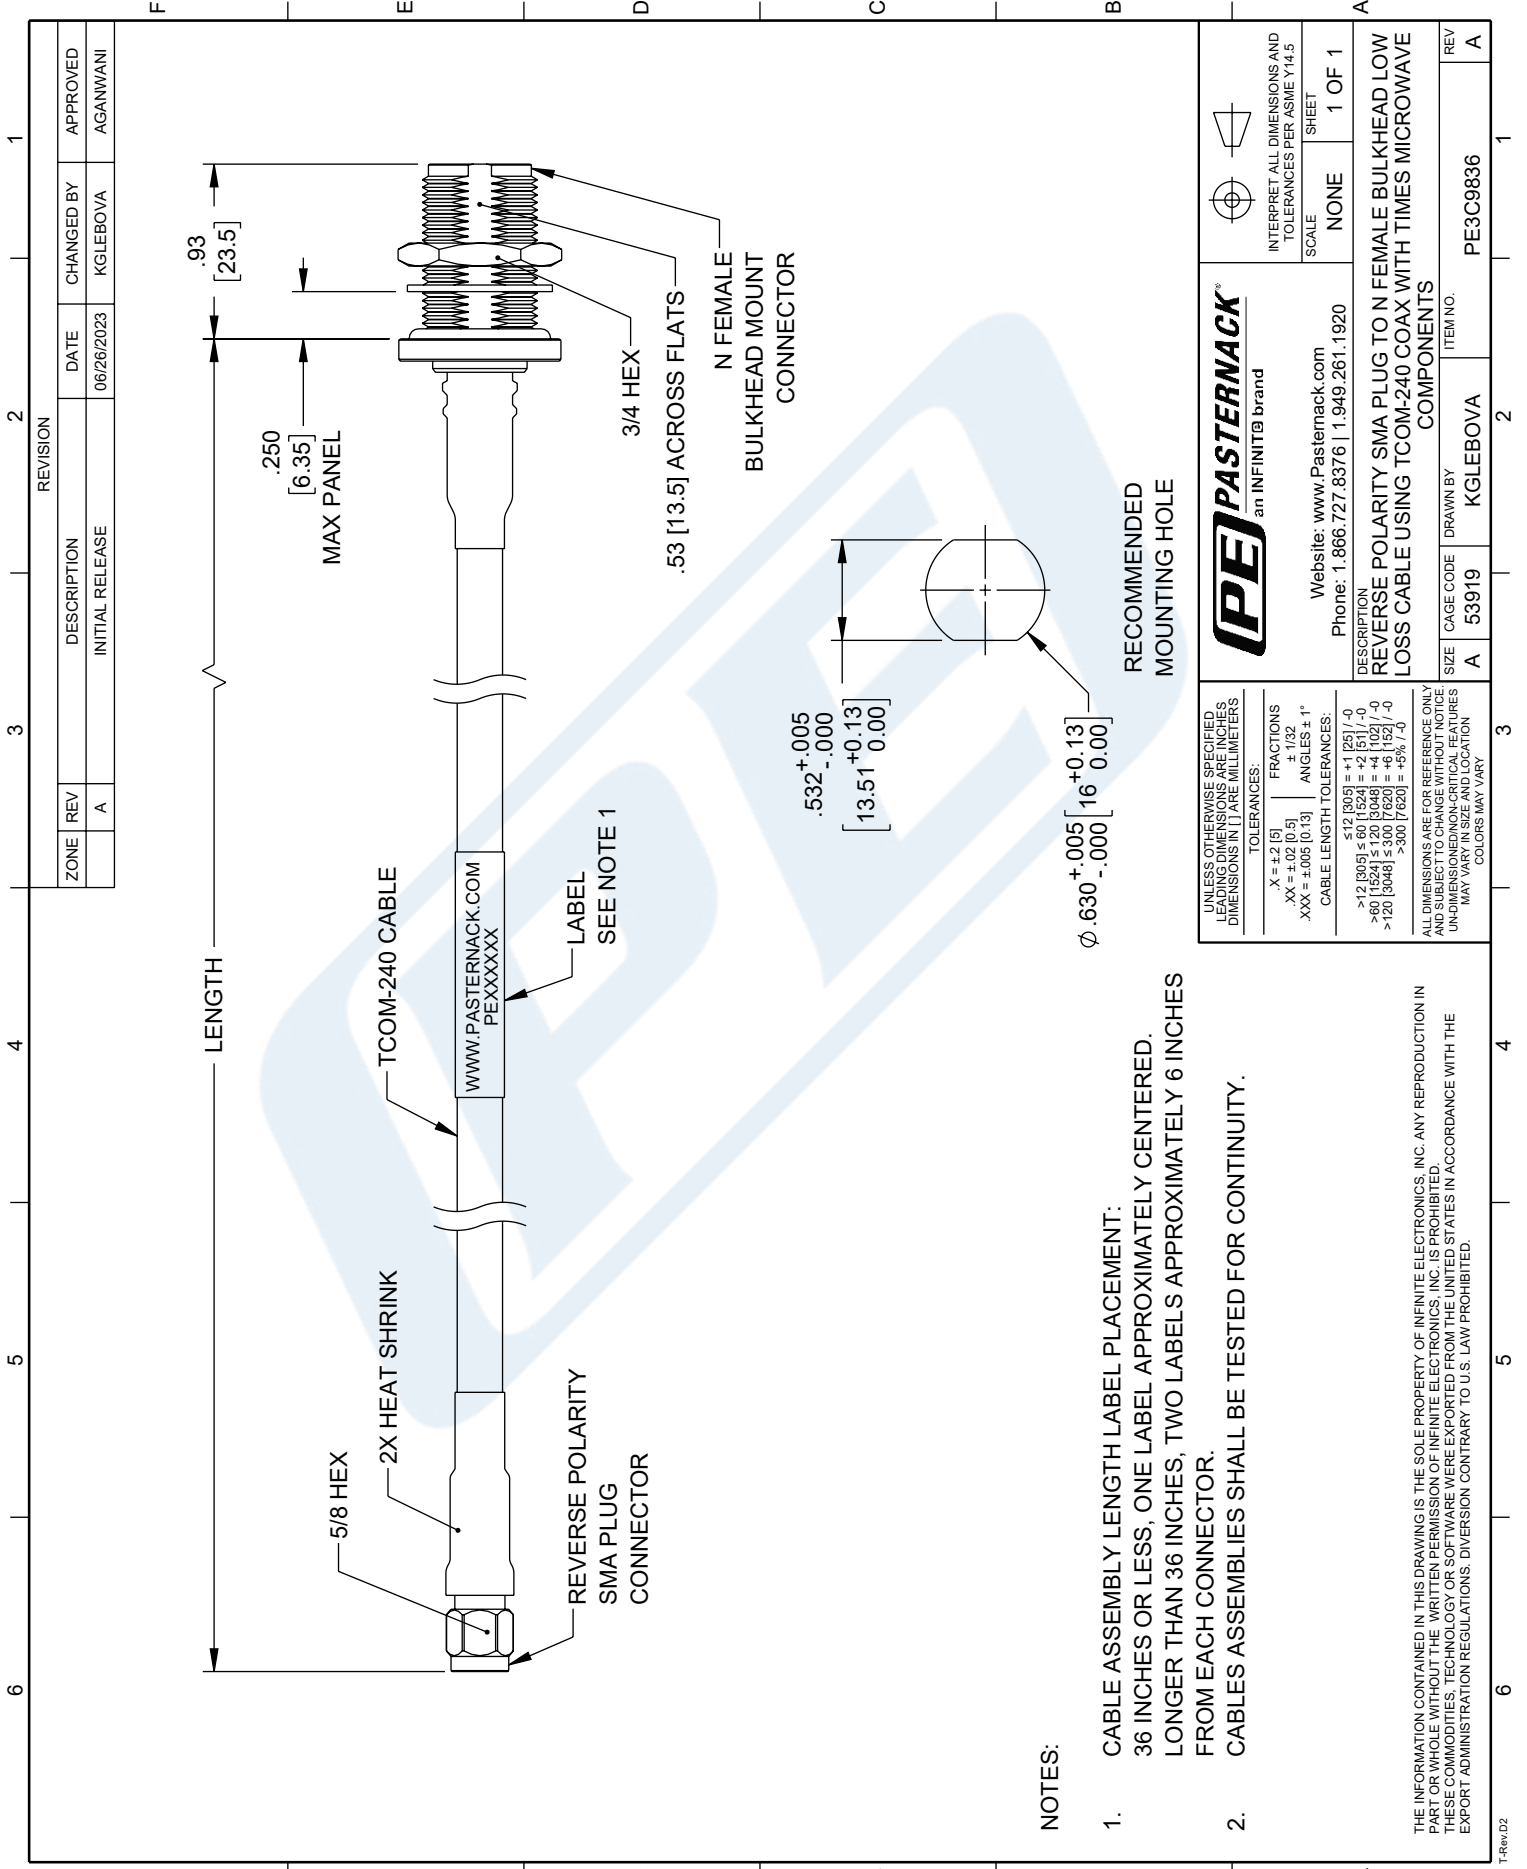 6
5
4
3
2
1
F
E
D
C
B
A
REVISION
ZONE REV DESCRIPTION DATE CHANGED BY APPROVED
A INITIAL RELEASE 06/26/2023 KGLEBOVA AGANWANI
LENGTH
.93
[23.5]
.250
[6.35]
MAX PANEL
5/8 HEX
2X HEAT SHRINK
TCOM-240 CABLE
WWW.PASTERNACK.COM
PEXXXXXX
LABEL
SEE NOTE 1
REVERSE POLARITY
SMA PLUG
CONNECTOR
3/4 HEX
.53 [13.5] ACROSS FLATS
N FEMALE
BULKHEAD MOUNT
CONNECTOR
.532 +.005
-.000
[13.51 +0.13
0.00]
Ø .630 +.005
-.000 [16 +0.13
0.00]
RECOMMENDED
MOUNTING HOLE
NOTES:
1. CABLE ASSEMBLY LENGTH LABEL PLACEMENT:
36 INCHES OR LESS, ONE LABEL APPROXIMATELY CENTERED.
LONGER THAN 36 INCHES, TWO LABELS APPROXIMATELY 6 INCHES
FROM EACH CONNECTOR.
2. CABLES ASSEMBLIES SHALL BE TESTED FOR CONTINUITY.
UNLESS OTHERWISE SPECIFIED
LEADING DIMENSIONS ARE INCHES
DIMENSIONS IN [ ] ARE MILLIMETERS
TOLERANCES:
.X = ±.2 [5]
.XX = ±.02 [0.5]
.XXX = ±.005 [0.13]
FRACTIONS
± 1/32
ANGLES ± 1°
CABLE LENGTH TOLERANCES:
≤12 [305] = +1 [25] / -0
>12 [305] ≤ 60 [1524] = +2 [51] / -0
>60 [1524] ≤ 120 [3048] = +4 [102] / -0
>120 [3048] ≤ 300 [7620] = +6 [152] / -0
>300 [7620] = +5% / -0
ALL DIMENSIONS ARE FOR REFERENCE ONLY
AND SUBJECT TO CHANGE WITHOUT NOTICE.
UN-DIMENSIONED/NON-CRITICAL FEATURES
MAY VARY IN SIZE AND LOCATION
COLORS MAY VARY
PE PASTERNACK®
an INFINIT@ brand
Website: www.Pasternack.com
Phone: 1.866.727.8376 | 1.949.261.1920
INTERPRET ALL DIMENSIONS AND
TOLERANCES PER ASME Y14.5
SCALE
NONE
SHEET
1 OF 1
DESCRIPTION
REVERSE POLARITY SMA PLUG TO N FEMALE BULKHEAD LOW
LOSS CABLE USING TCOM-240 COAX WITH TIMES MICROWAVE
COMPONENTS
SIZE
A
CAGE CODE
53919
DRAWN BY
KGLEBOVA
ITEM NO.
PE3C9836
REV
A
THE INFORMATION CONTAINED IN THIS DRAWING IS THE SOLE PROPERTY OF INFINITE ELECTRONICS, INC. ANY REPRODUCTION IN
PART OR WHOLE WITHOUT THE WRITTEN PERMISSION OF INFINITE ELECTRONICS, INC. IS PROHIBITED.
THESE COMMODITIES, TECHNOLOGY OR SOFTWARE WERE EXPORTED FROM THE UNITED STATES IN ACCORDANCE WITH THE
EXPORT ADMINISTRATION REGULATIONS. DIVERSION CONTRARY TO U.S. LAW PROHIBITED.
6
5
4
3
2
1
T-Rev.D2
PE